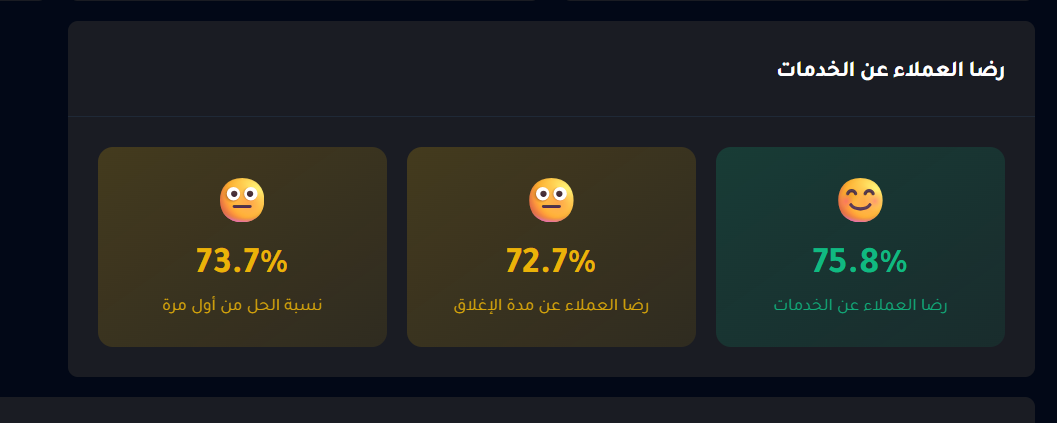 رضا العملاء عن الخدمات
75.8%
رضا العملاء عن الخدمات
72.7%
رضا العملاء عن مدة الإغلاق
73.7%
نسبة الحل من أول مرة